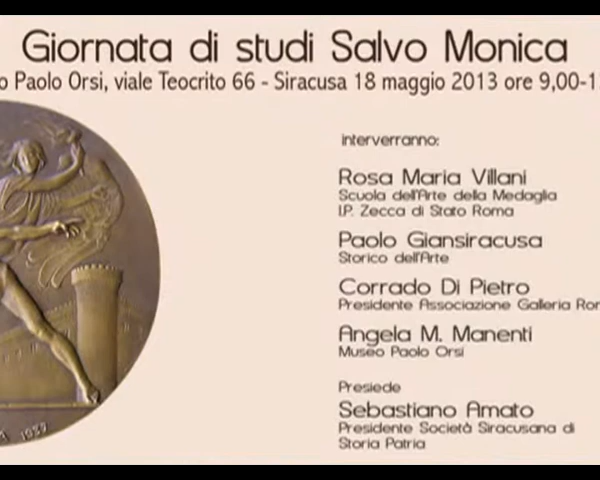 Giornata di studi Salvo Monica
o Paolo Orsi, viale Teocrito 66 - Siracusa 18 maggio 2013 ore 9,00-1
interverranno:
Rosa Maria Villani
Scuola dell'Arte della Medaglia
I.P. Zecca di Stato Roma
Paolo Giansiracusa
Storico dell'Arte
Corrado Di Pietro
Presidente Associazione Galleria Ro
Angela M. Manenti
Museo Paolo Orsi
Presiede
Sebastiano Amato
Presidente Società Siracusana di
Storia Patria
1937